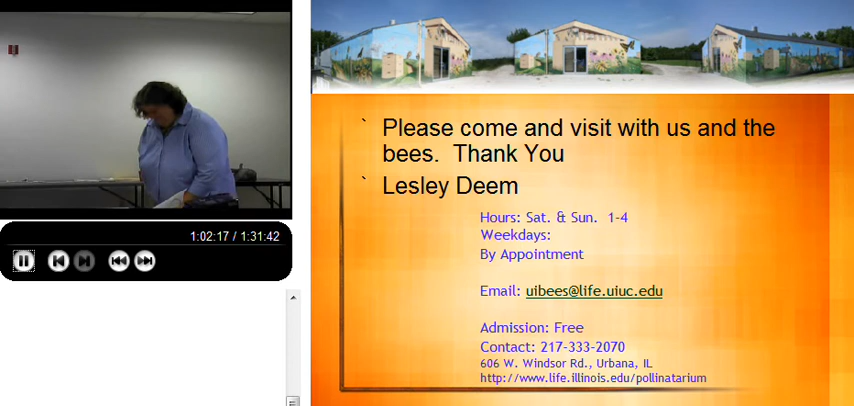 1:02:17 / 1:31:42
` Please come and visit with us and the
bees.  Thank You
` Lesley Deem
Hours: Sat. & Sun.  1-4
Weekdays:
By Appointment
Email: uibees@life.uiuc.edu
Admission: Free
Contact: 217-333-2070
606 W. Windsor Rd., Urbana, IL
http://www.life.illinois.edu/pollinatarium